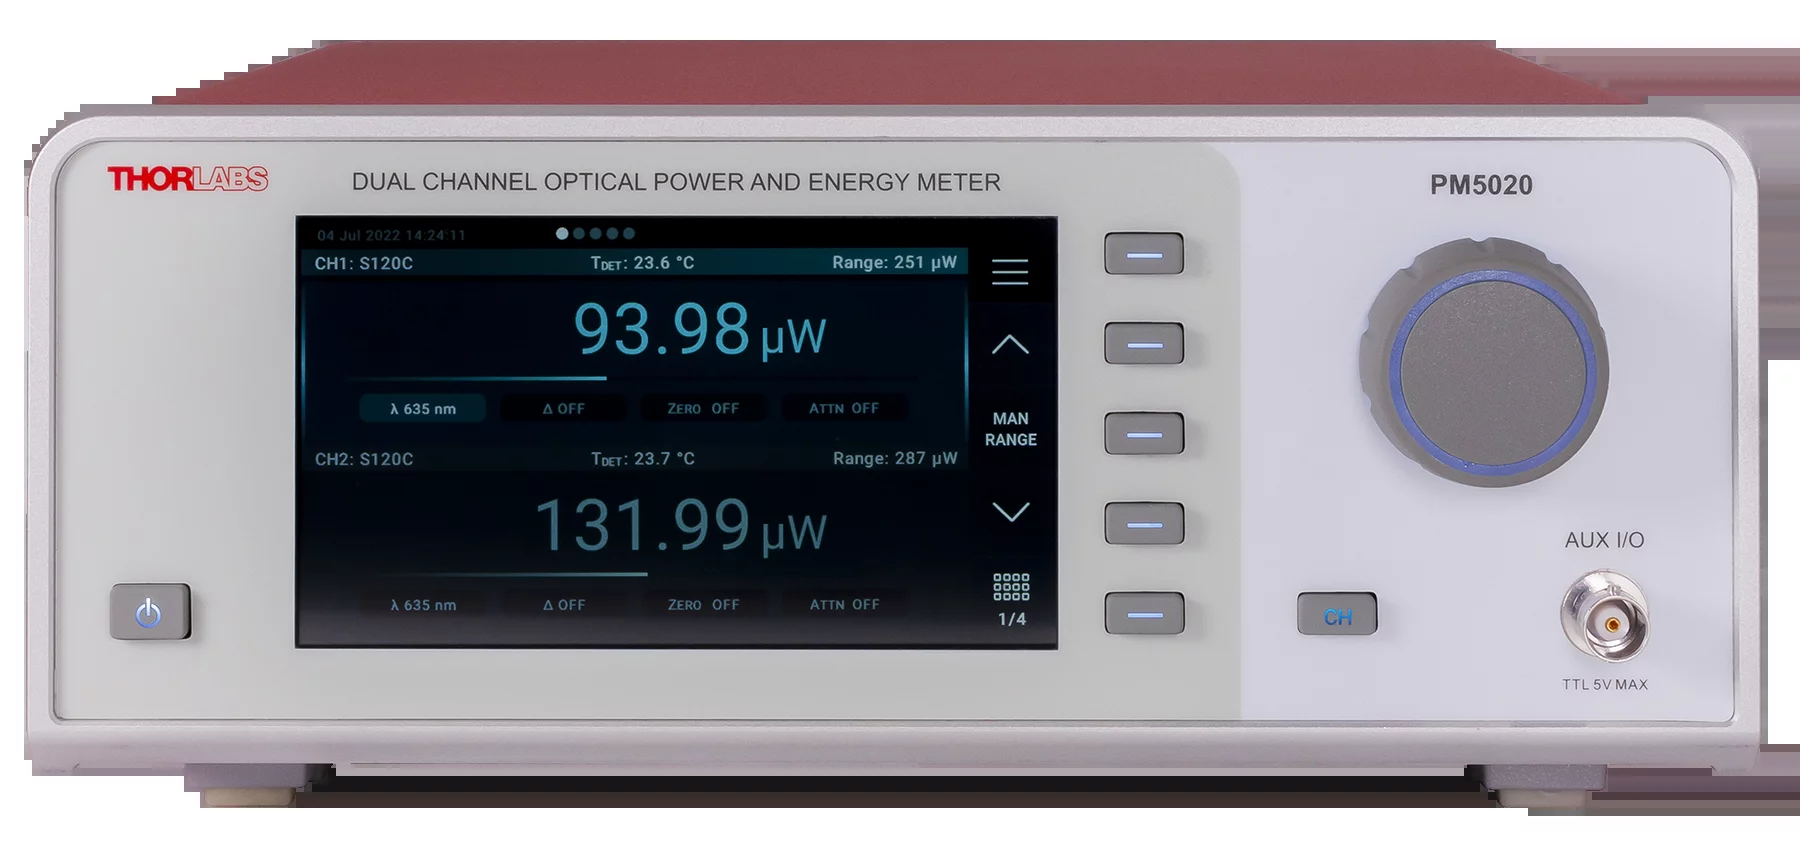 THORLABS
DUAL CHANNEL OPTICAL POWER AND ENERGY METER
PM5020
04 Jul 2022 14:24:11
CH1: S120C TDET: 23.6 °C Range: 251 µW
93.98 µW
λ 635 nm Δ OFF ZERO OFF ATTN OFF
MAN
RANGE
CH2: S120C TDET: 23.7 °C Range: 287 µW
131.99 µW
λ 635 nm Δ OFF ZERO OFF ATTN OFF
1/4
CH
AUX I/O
TTL 5V MAX